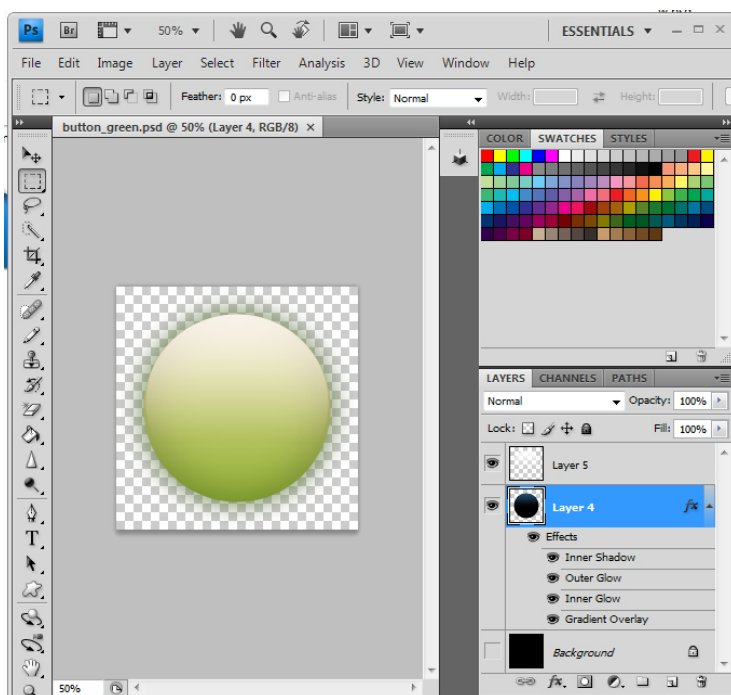 Ps Br 50% ESSENTIALS
File Edit Image Layer Select Filter Analysis 3D View Window Help
Feather: 0 px Anti-alias Style: Normal Width: Height:
button_green.psd @ 50% (Layer 4, RGB/8)
COLOR SWATCHES STYLES
LAYERS CHANNELS PATHS
Normal Opacity: 100%
Lock: Fill: 100%
Layer 5
Layer 4 fx
Effects
Inner Shadow
Outer Glow
Inner Glow
Gradient Overlay
Background
T
50%
fx.